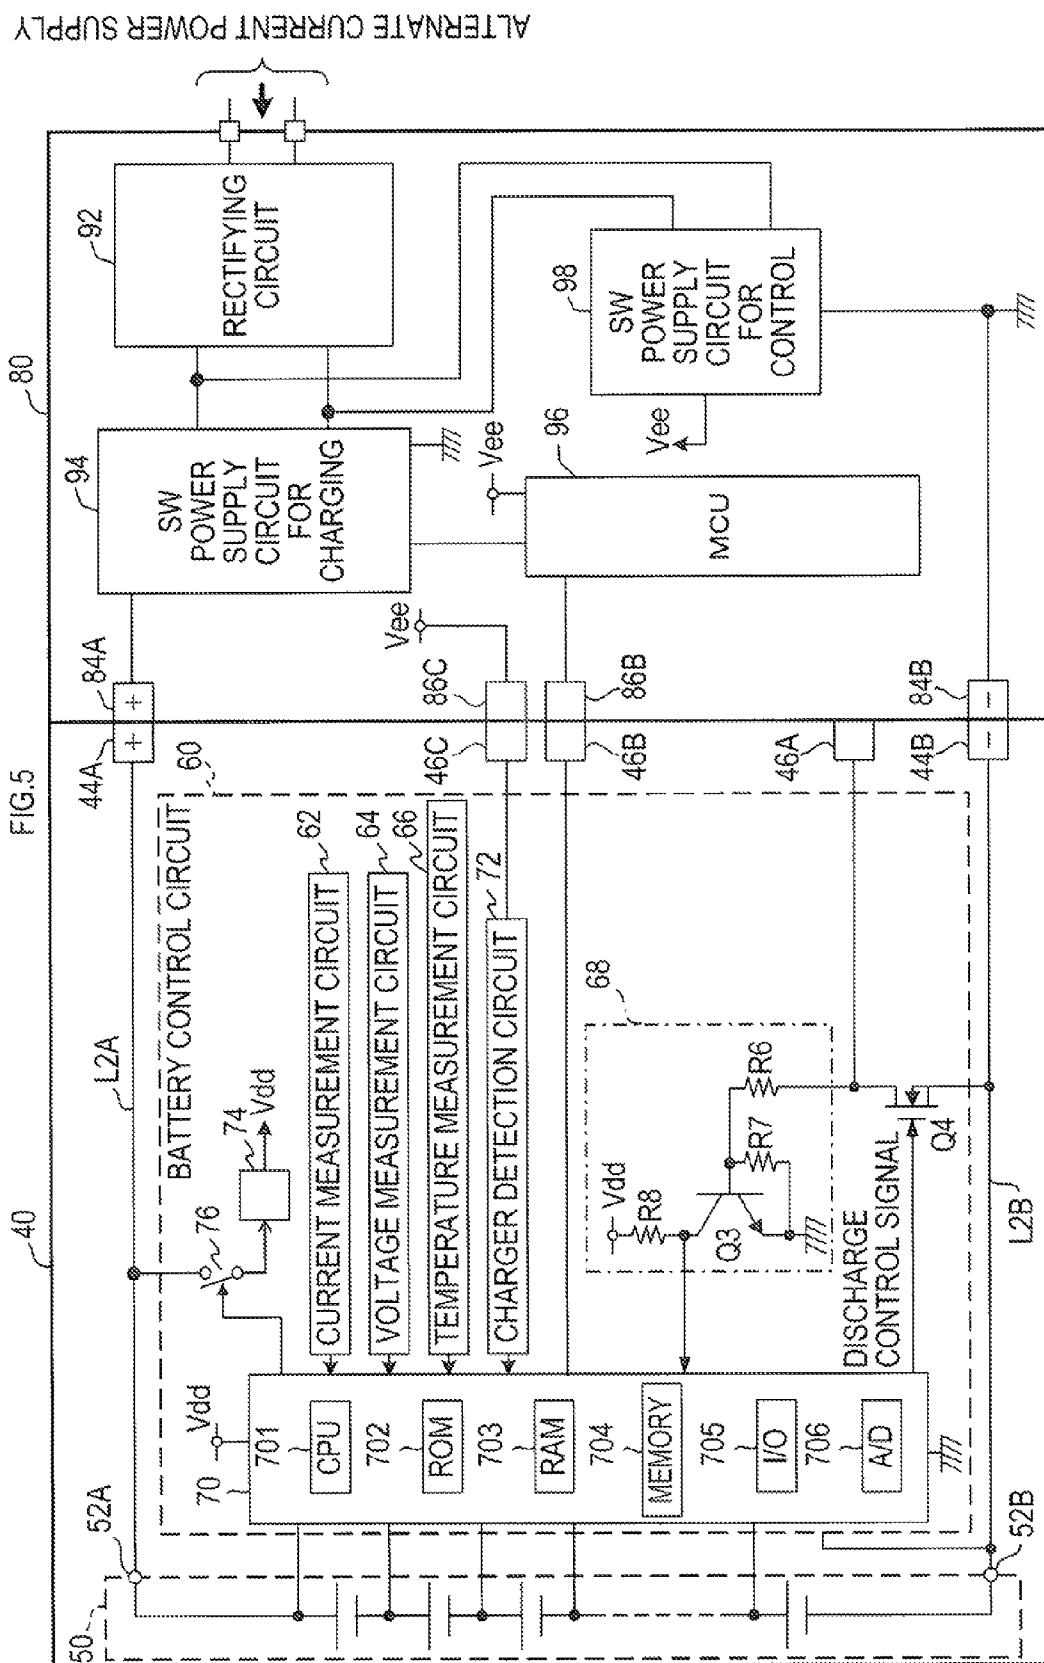 FIG.5
40
80
50
52A
L2A
44A
84A
94
92
+
+
ALTERNATE CURRENT POWER SUPPLY
BATTERY CONTROL CIRCUIT
60
76
74
Vdd
Vdd
70
701
CPU
702
ROM
703
RAM
704
MEMORY
705
I/O
706
A/D
CURRENT MEASUREMENT CIRCUIT
62
VOLTAGE MEASUREMENT CIRCUIT
64
TEMPERATURE MEASUREMENT CIRCUIT
66
CHARGER DETECTION CIRCUIT
72
68
Vdd
R8
Q3
R7
R6
DISCHARGE
CONTROL SIGNAL
Q4
46C
86C
Vee
46B
86B
46A
44B
84B
−
−
SW
POWER
SUPPLY
CIRCUIT
FOR
CHARGING
RECTIFYING
CIRCUIT
Vee
96
MCU
98
SW
POWER
SUPPLY
CIRCUIT
FOR
CONTROL
Vee
52B
L2B